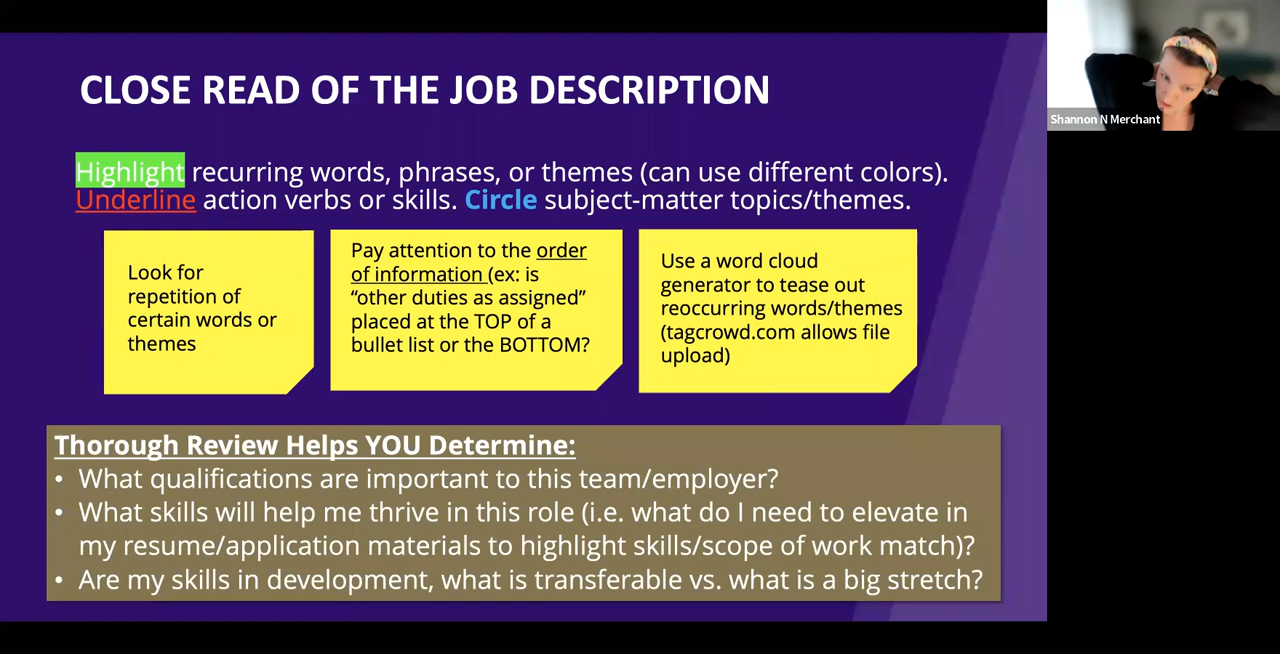 CLOSE READ OF THE JOB DESCRIPTION
Shannon N Merchant
Highlight recurring words, phrases, or themes (can use different colors).
Underline action verbs or skills. Circle subject-matter topics/themes.
Look for
repetition of
certain words or
themes
Pay attention to the order
of information (ex: is
“other duties as assigned”
placed at the TOP of a
bullet list or the BOTTOM?
Use a word cloud
generator to tease out
reoccurring words/themes
(tagcrowd.com allows file
upload)
Thorough Review Helps YOU Determine:
• What qualifications are important to this team/employer?
• What skills will help me thrive in this role (i.e. what do I need to elevate in
my resume/application materials to highlight skills/scope of work match)?
• Are my skills in development, what is transferable vs. what is a big stretch?